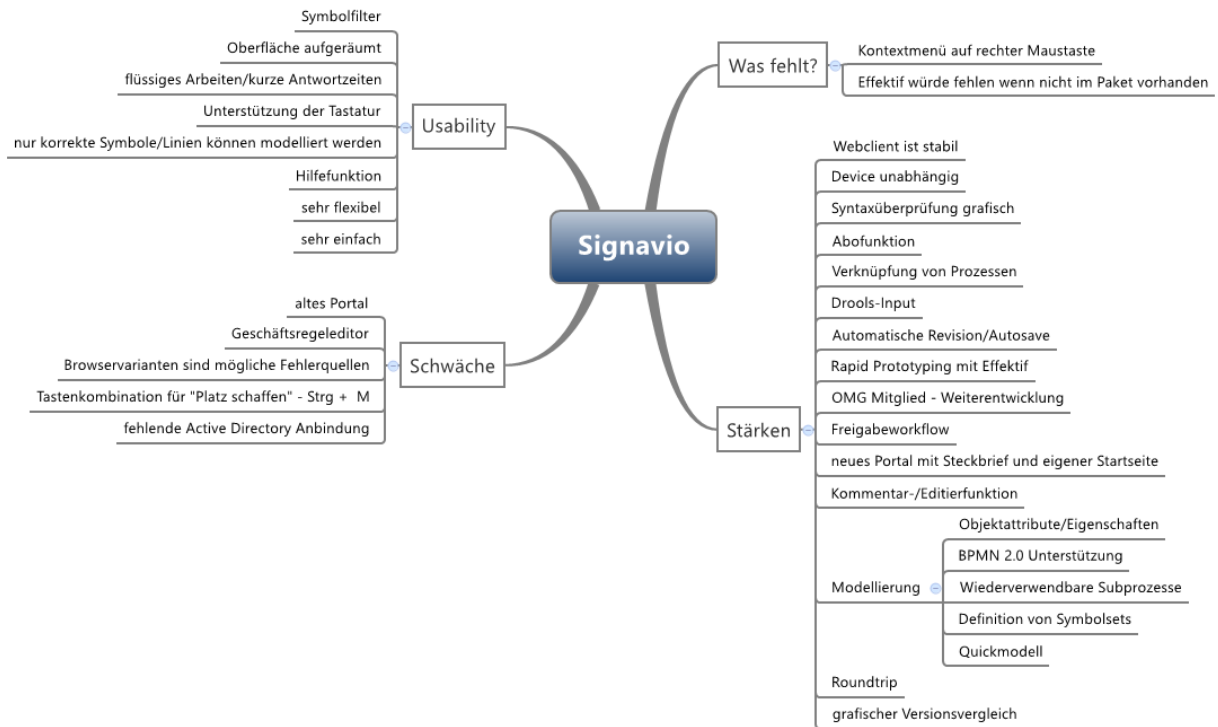 Signavio
Usability
Symbolfilter
Oberfläche aufgeräumt
flüssiges Arbeiten/kurze Antwortzeiten
Unterstützung der Tastatur
nur korrekte Symbole/Linien können modelliert werden
Hilfefunktion
sehr flexibel
sehr einfach
Schwäche
altes Portal
Geschäftsregeleditor
Browservarianten sind mögliche Fehlerquellen
Tastenkombination für "Platz schaffen" - Strg + M
fehlende Active Directory Anbindung
Was fehlt?
Kontextmenü auf rechter Maustaste
Effektif würde fehlen wenn nicht im Paket vorhanden
Stärken
Webclient ist stabil
Device unabhängig
Syntaxüberprüfung grafisch
Abofunktion
Verknüpfung von Prozessen
Drools-Input
Automatische Revision/Autosave
Rapid Prototyping mit Effektif
OMG Mitglied - Weiterentwicklung
Freigabeworkflow
neues Portal mit Steckbrief und eigener Startseite
Kommentar-/Editierfunktion
Modellierung
Objektattribute/Eigenschaften
BPMN 2.0 Unterstützung
Wiederverwendbare Subprozesse
Definition von Symbolsets
Quickmodell
Roundtrip
grafischer Versionsvergleich